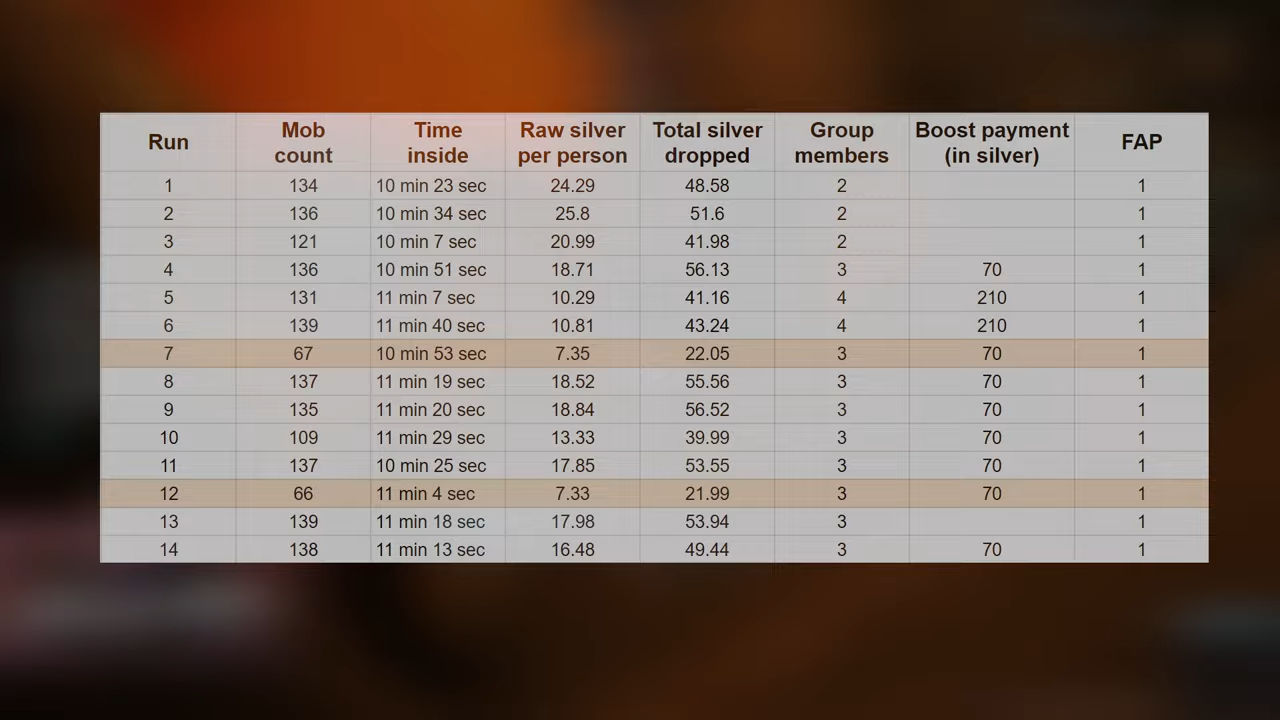 Run Mob count Time inside Raw silver per person Total silver dropped Group members Boost payment (in silver) FAP
1 134 10 min 23 sec 24.29 48.58 2 1
2 136 10 min 34 sec 25.8 51.6 2 1
3 121 10 min 7 sec 20.99 41.98 2 1
4 136 10 min 51 sec 18.71 56.13 3 70 1
5 131 11 min 7 sec 10.29 41.16 4 210 1
6 139 11 min 40 sec 10.81 43.24 4 210 1
7 67 10 min 53 sec 7.35 22.05 3 70 1
8 137 11 min 19 sec 18.52 55.56 3 70 1
9 135 11 min 20 sec 18.84 56.52 3 70 1
10 109 11 min 29 sec 13.33 39.99 3 70 1
11 137 10 min 25 sec 17.85 53.55 3 70 1
12 66 11 min 4 sec 7.33 21.99 3 70 1
13 139 11 min 18 sec 17.98 53.94 3 1
14 138 11 min 13 sec 16.48 49.44 3 70 1